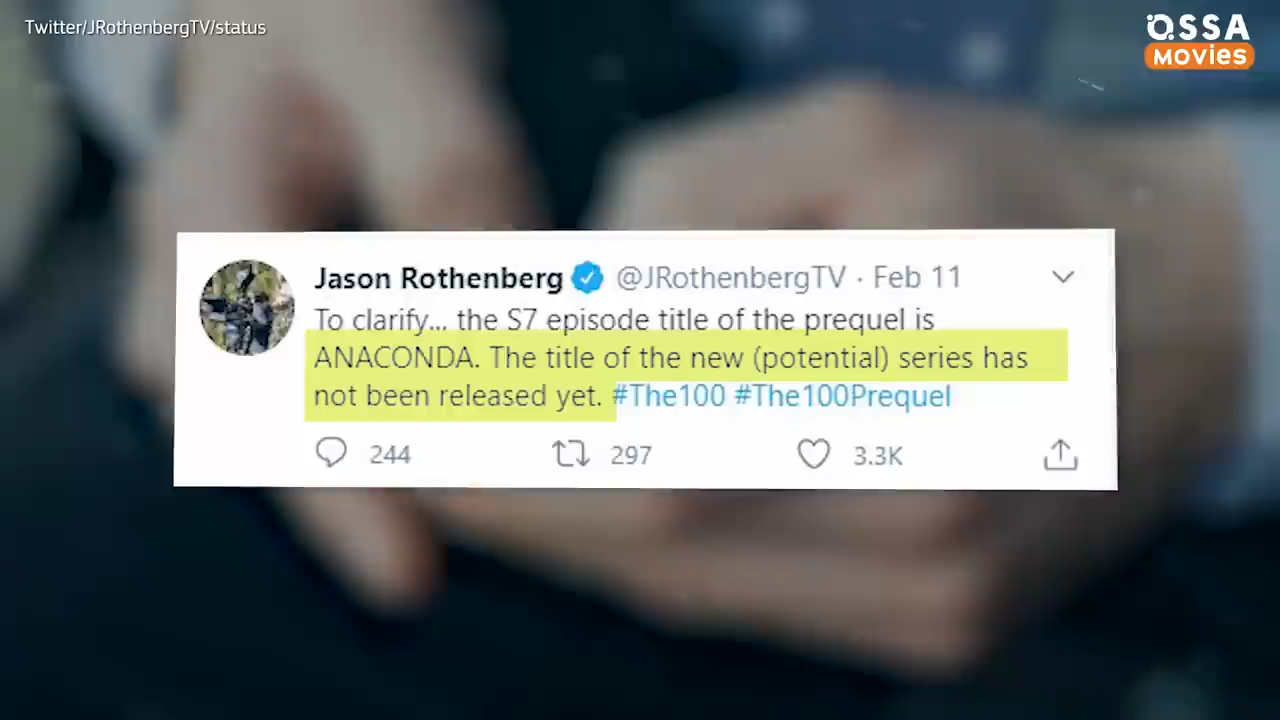 Twitter/JRothenbergTV/status
OSSA
MOVIES
Jason Rothenberg @JRothenbergTV · Feb 11
To clarify... the S7 episode title of the prequel is
ANACONDA. The title of the new (potential) series has
not been released yet. #The100 #The100Prequel
244 297 3.3K